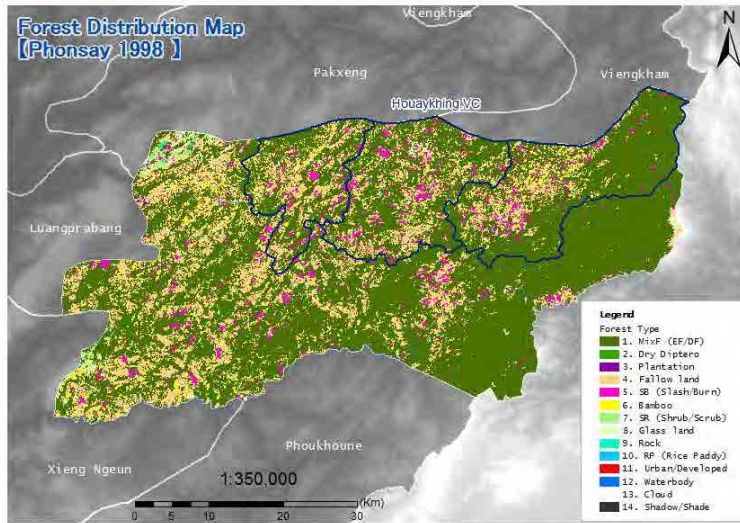 Forest Distribution Map
【Phonsay 1998 】
Viengkham
N
Pakxeng
Viengkham
Houaykhing.VC
Luangprabang
Xieng Ngeun
Phoukhoune
1:350,000
(Km)
0 5 10 20 30
Legend
Forest Type
1. MixF (EF/DF)
2. Dry Diptero
3. Plantation
4. Fallow land
5. SB (Slash/Burn)
6. Bamboo
7. SR (Shrub/Scrub)
8. Glass land
9. Rock
10. RP (Rice Paddy)
11. Urban/Developed
12. Waterbody
13. Cloud
14. Shadow/Shade